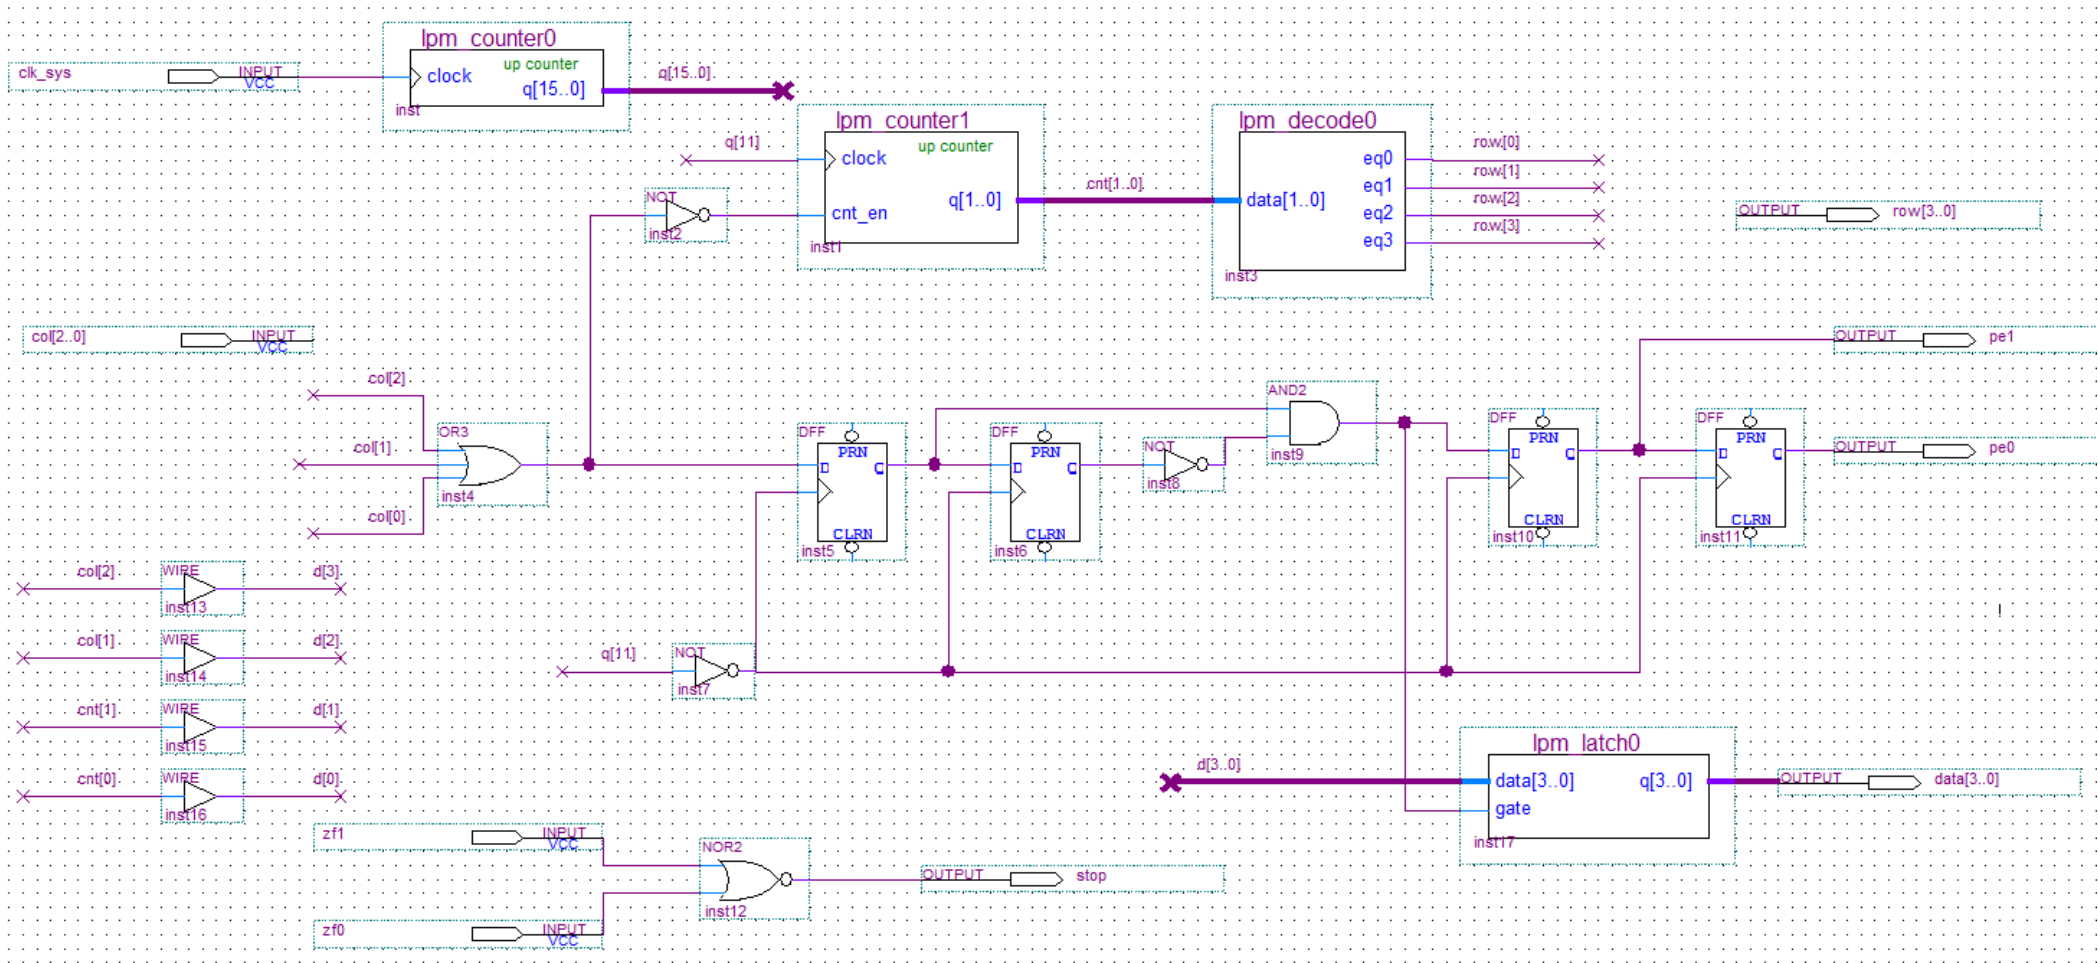 lpm_counter0
clk_sys INPUT VCC clock up counter q[15..0] q[15..0]
inst
lpm_counter1 lpm_decode0
q[11] clock up counter eq0 row[0]
eq1 row[1]
NOT cnt_en q[1..0] cnt[1..0] data[1..0] eq2 row[2]
inst2 eq3 row[3]
inst1 inst3
OUTPUT row[3..0]
col[2..0] INPUT VCC
OUTPUT pe1
col[2]
AND2
inst9
OR3
col[1]
col[0]
inst4
DFF PRN D Q CLRN inst5
DFF PRN D Q CLRN inst6
NOT
inst8
DFF PRN D Q CLRN inst10
DFF PRN D Q CLRN inst11
OUTPUT pe0
col[2] WIRE d[3]
inst13
col[1] WIRE d[2]
inst14
q[11] NOT
inst7
cnt[1] WIRE d[1]
inst15
cnt[0] WIRE d[0]
inst16
lpm_latch0
d[3..0] data[3..0] q[3..0] OUTPUT data[3..0]
gate
inst17
zf1 INPUT VCC
NOR2
OUTPUT stop
inst12
zf0 INPUT VCC